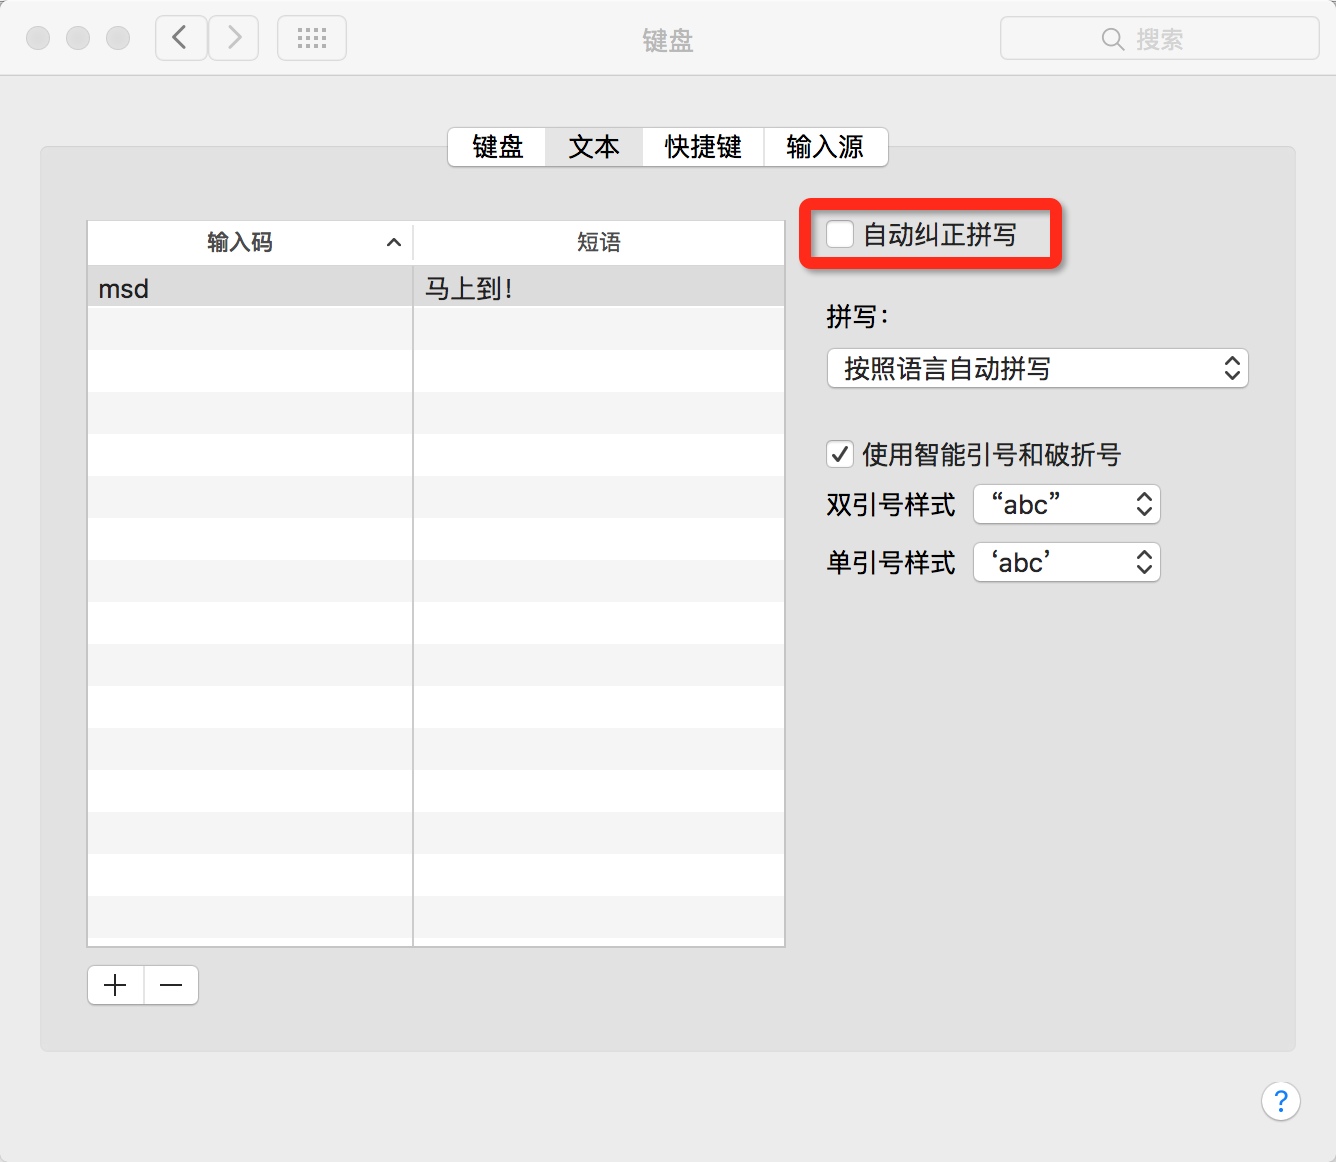 键盘
搜索
键盘 文本 快捷键 输入源
输入码 短语
msd 马上到！
自动纠正拼写
拼写：
按照语言自动拼写
使用智能引号和破折号
双引号样式 “abc”
单引号样式 ‘abc’
?